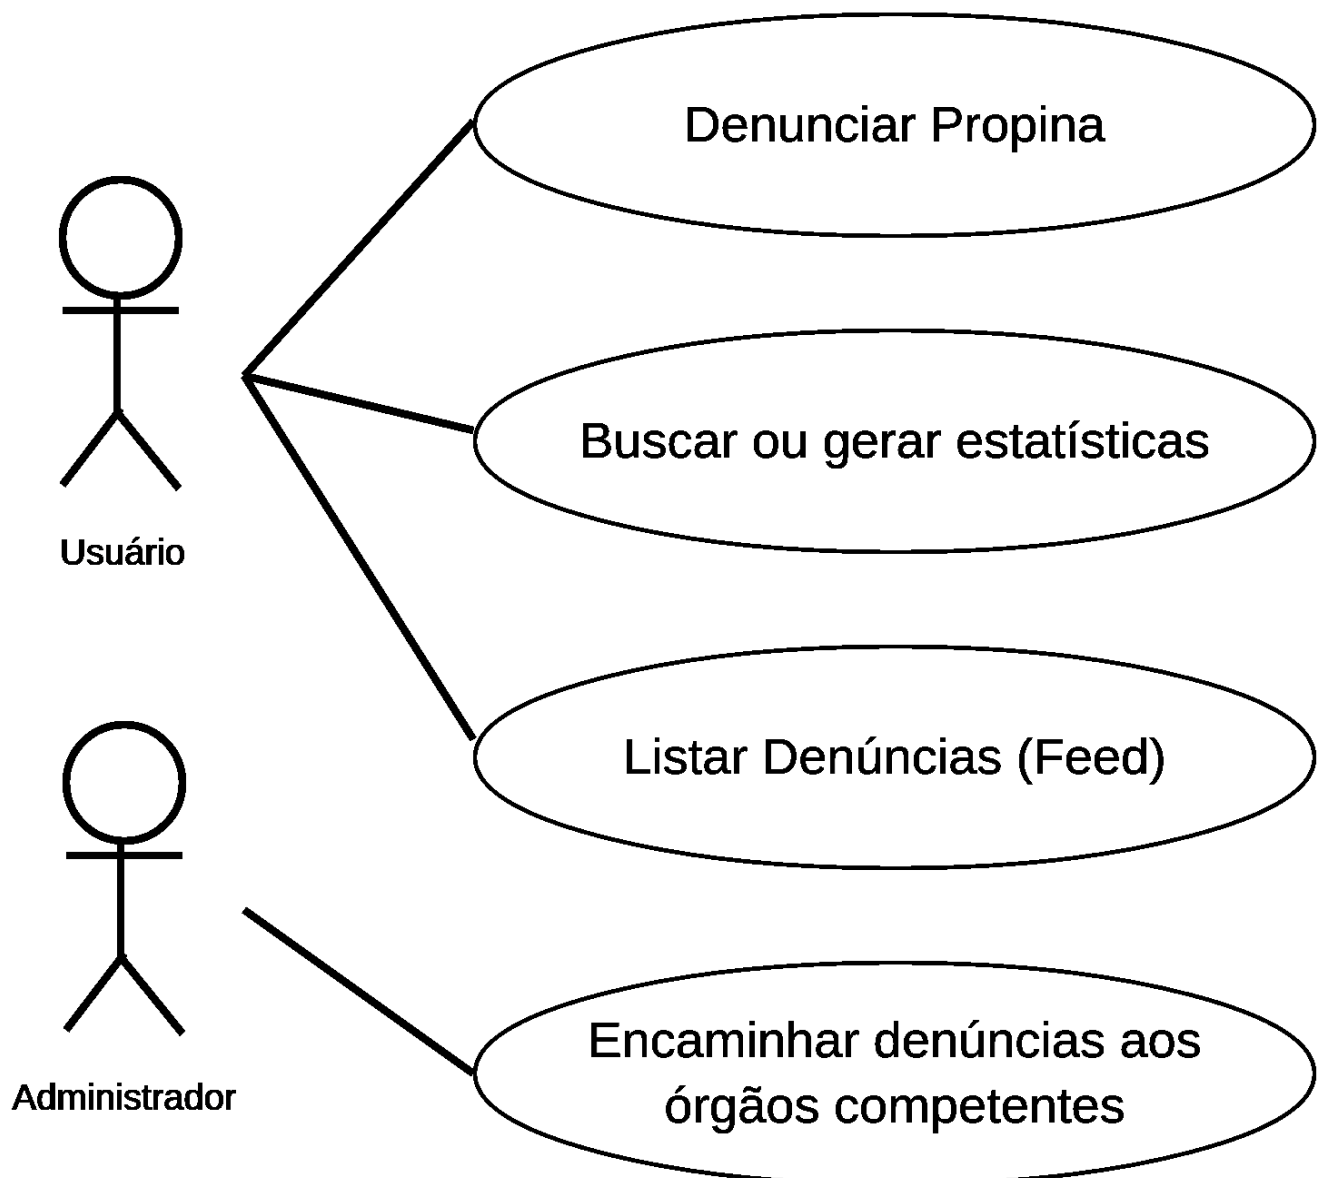 Denunciar Propina
Buscar ou gerar estatísticas
Usuário
Listar Denúncias (Feed)
Encaminhar denúncias aos
órgãos competentes
Administrador